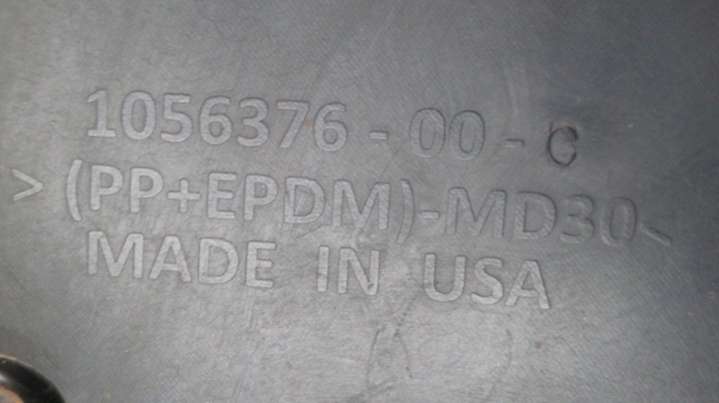 1056376-00-C
>(PP+EPDM)-MD30<
MADE IN USA